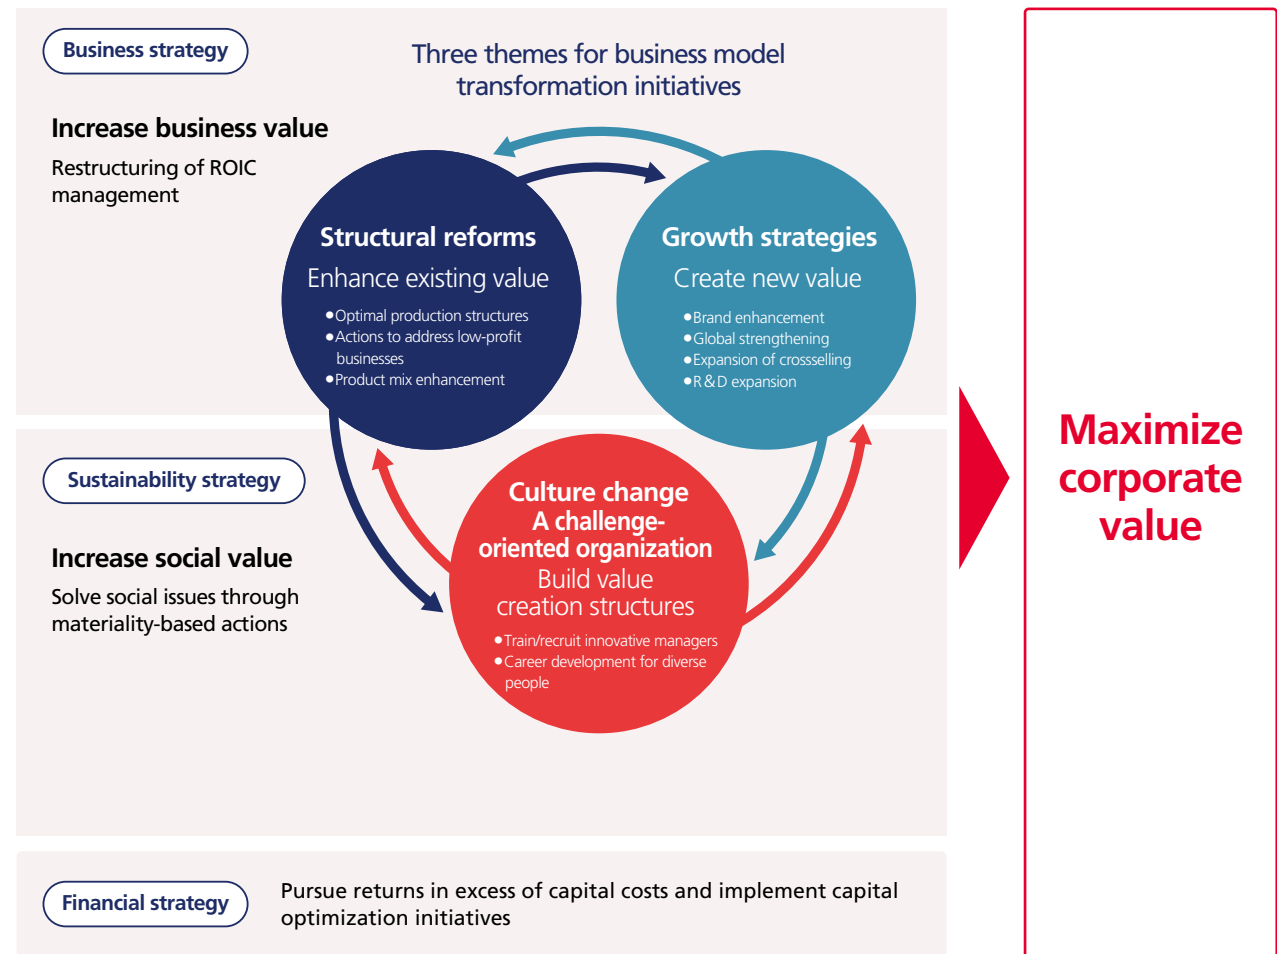 Business strategy
Three themes for business model
transformation initiatives
Increase business value
Restructuring of ROIC
management
Structural reforms
Enhance existing value
●Optimal production structures
●Actions to address low-profit
businesses
●Product mix enhancement
Growth strategies
Create new value
●Brand enhancement
●Global strengthening
●Expansion of crossselling
●R&D expansion
Sustainability strategy
Increase social value
Solve social issues through
materiality-based actions
Culture change
A challenge-
oriented organization
Build value
creation structures
●Train/recruit innovative managers
●Career development for diverse
people
Financial strategy
Pursue returns in excess of capital costs and implement capital
optimization initiatives
Maximize
corporate
value